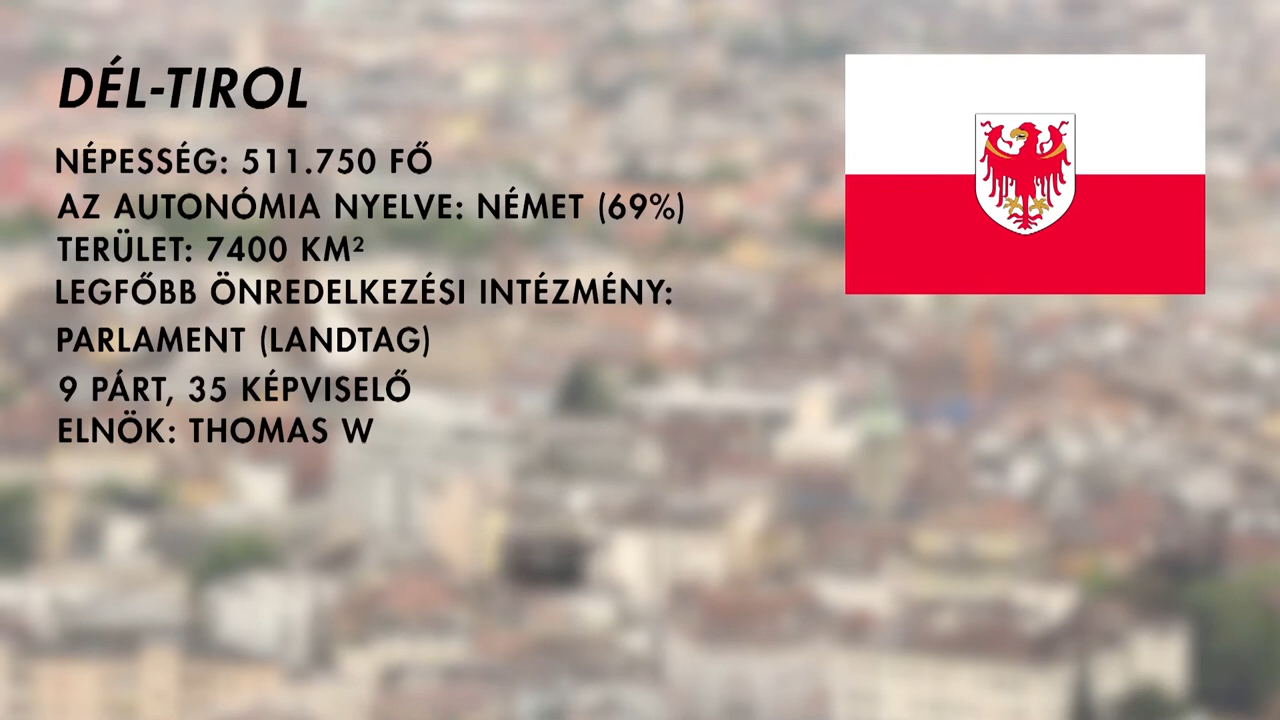 DÉL-TIROL
NÉPESSÉG: 511.750 FŐ
AZ AUTONÓMIA NYELVE: NÉMET (69%)
TERÜLET: 7400 KM²
LEGFŐBB ÖNREDELKEZÉSI INTÉZMÉNY:
PARLAMENT (LANDTAG)
9 PÁRT, 35 KÉPVISELŐ
ELNÖK: THOMAS W